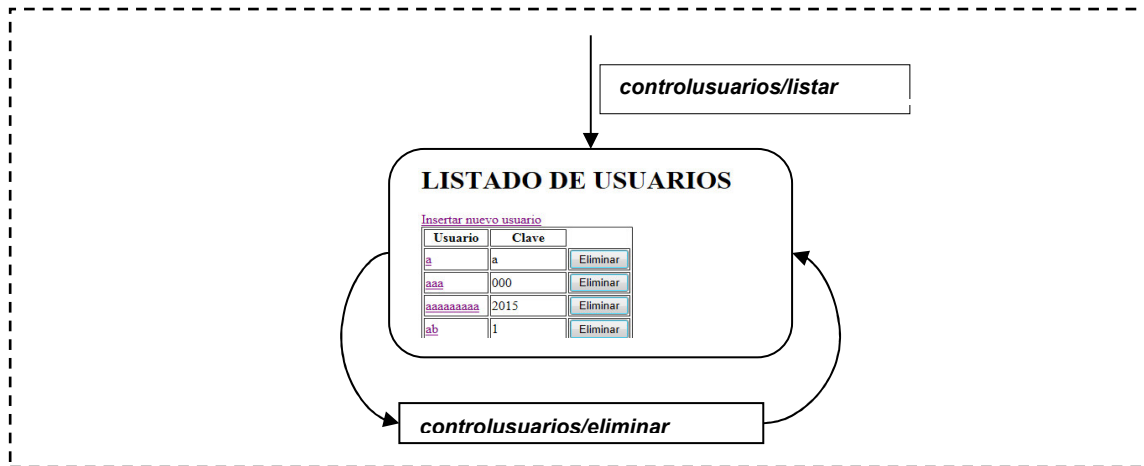 controlusuarios/listar
LISTADO DE USUARIOS
Insertar nuevo usuario
Usuario Clave
a a Eliminar
aaa 000 Eliminar
aaaaaaaaa 2015 Eliminar
ab 1 Eliminar
controlusuarios/eliminar